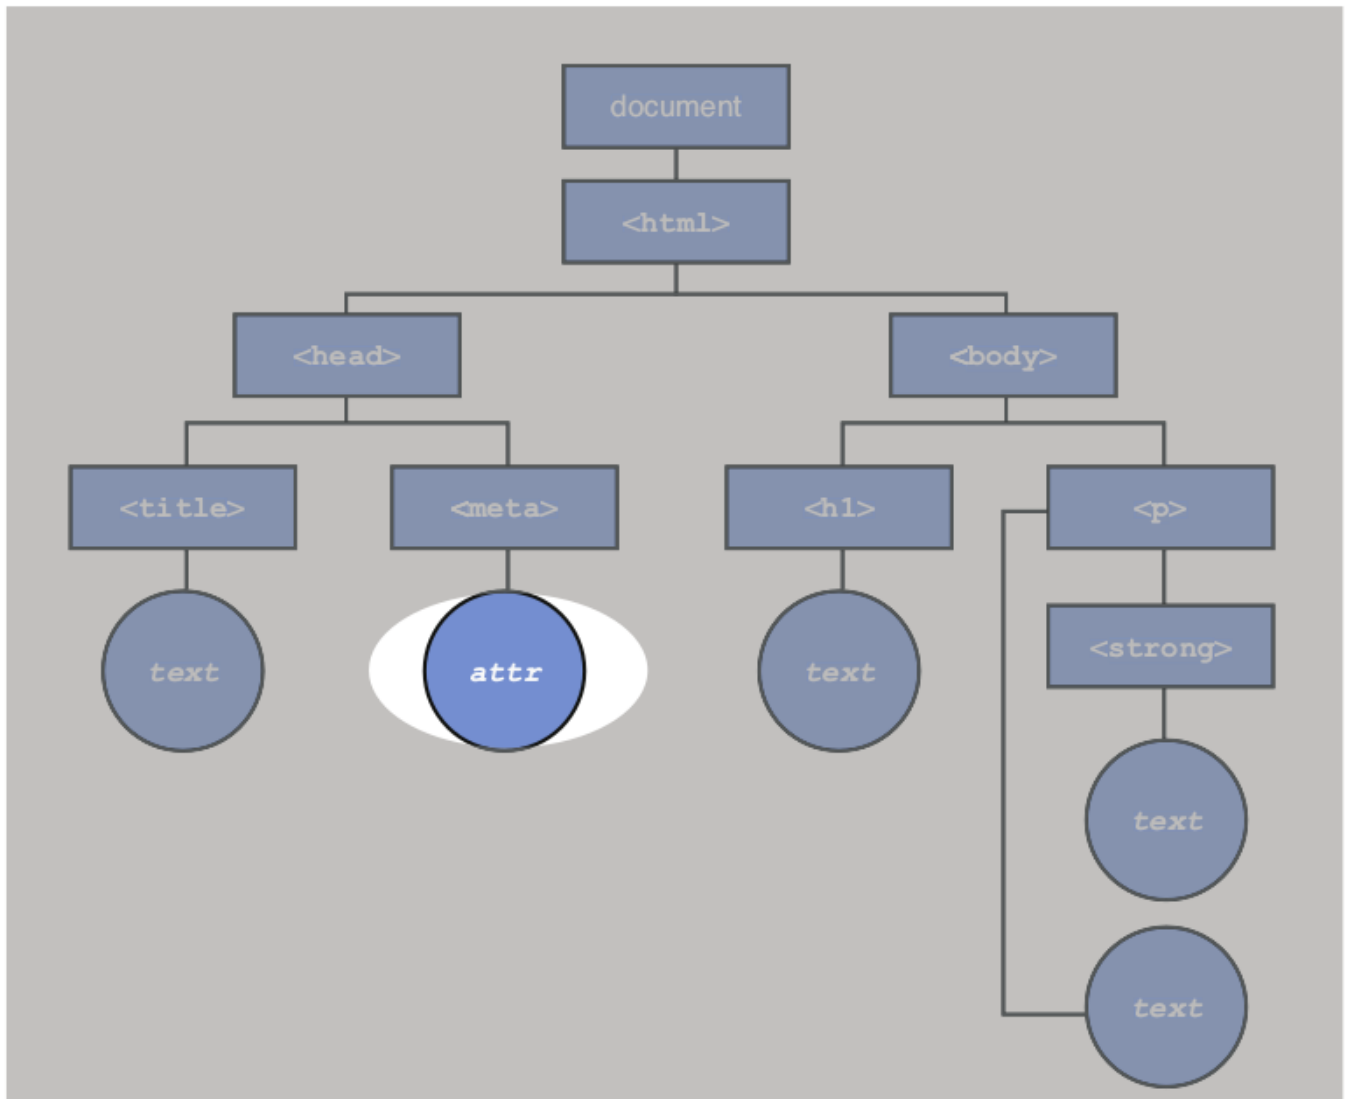 document
<html>
<head>
<body>
<title>
<meta>
<h1>
<p>
<strong>
text
attr
text
text
text